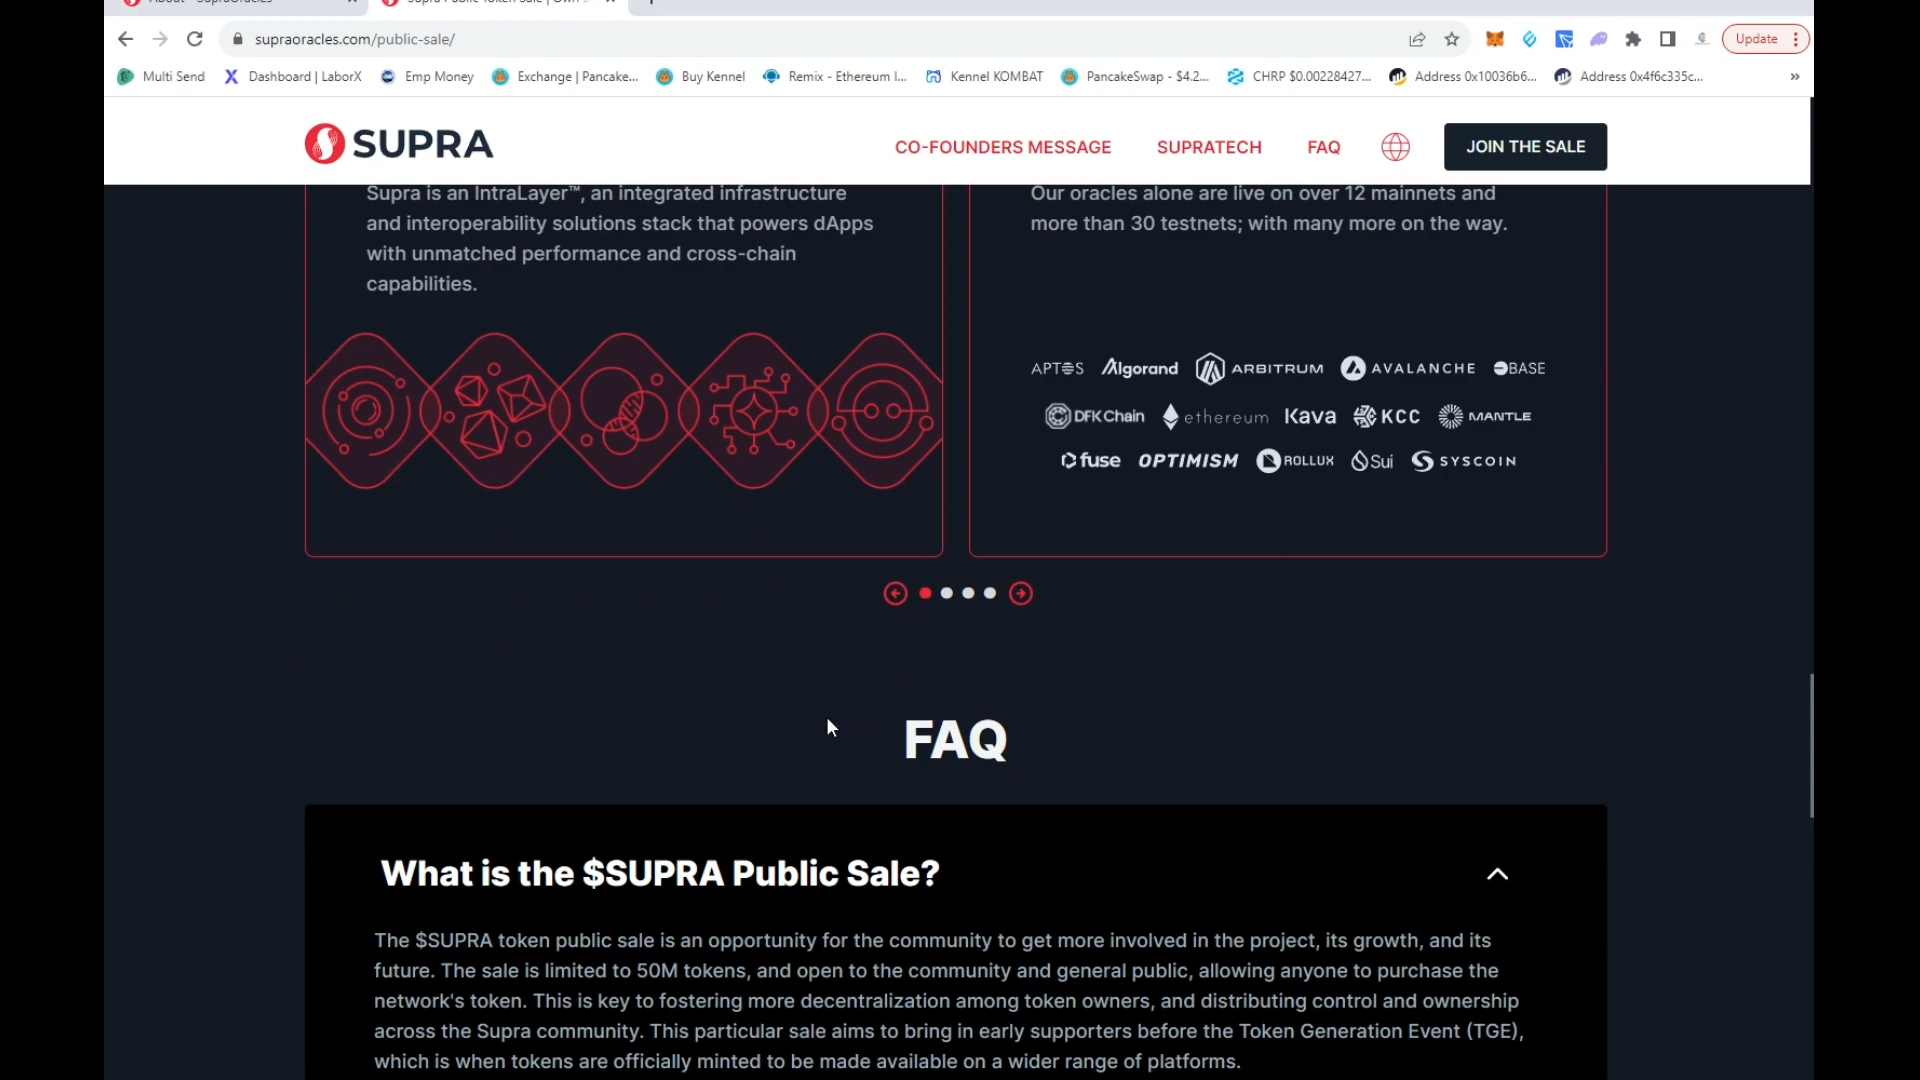 About - SupraOracles
Supra Public Token Sale | Own t
supraoracles.com/public-sale/
Update
Multi Send
Dashboard | LaborX
Emp Money
Exchange | Pancake...
Buy Kennel
Remix - Ethereum I...
Kennel KOMBAT
PancakeSwap - $4.2...
CHRP $0.00228427...
Address 0x10036b6...
Address 0x4f6c335c...
»
SUPRA
CO-FOUNDERS MESSAGE
SUPRATECH
FAQ
JOIN THE SALE
Supra is an IntraLayer™, an integrated infrastructure
and interoperability solutions stack that powers dApps
with unmatched performance and cross-chain
capabilities.
Our oracles alone are live on over 12 mainnets and
more than 30 testnets; with many more on the way.
APTOS Algorand ARBITRUM AVALANCHE BASE
DFK Chain ethereum kava KCC MANTLE
fuse OPTIMISM ROLLUX Sui SYSCOIN
FAQ
What is the $SUPRA Public Sale?
The $SUPRA token public sale is an opportunity for the community to get more involved in the project, its growth, and its
future. The sale is limited to 50M tokens, and open to the community and general public, allowing anyone to purchase the
network's token. This is key to fostering more decentralization among token owners, and distributing control and ownership
across the Supra community. This particular sale aims to bring in early supporters before the Token Generation Event (TGE),
which is when tokens are officially minted to be made available on a wider range of platforms.